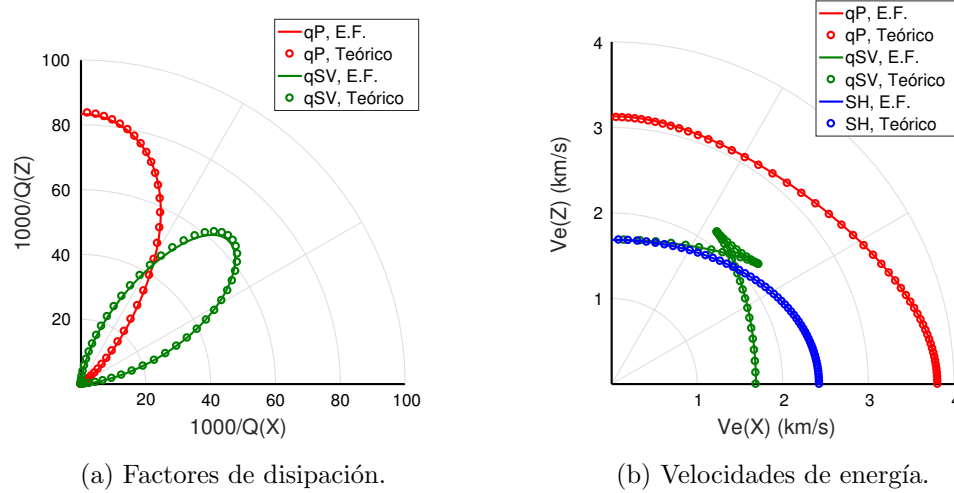 qP, E.F.
qP, Teórico
qSV, E.F.
qSV, Teórico
100
80
60
40
20
1000/Q(Z)
20
40
60
80
100
1000/Q(X)
(a) Factores de disipación.
qP, E.F.
qP, Teórico
qSV, E.F.
qSV, Teórico
SH, E.F.
SH, Teórico
4
3
2
1
Ve(Z) (km/s)
1
2
3
4
Ve(X) (km/s)
(b) Velocidades de energía.